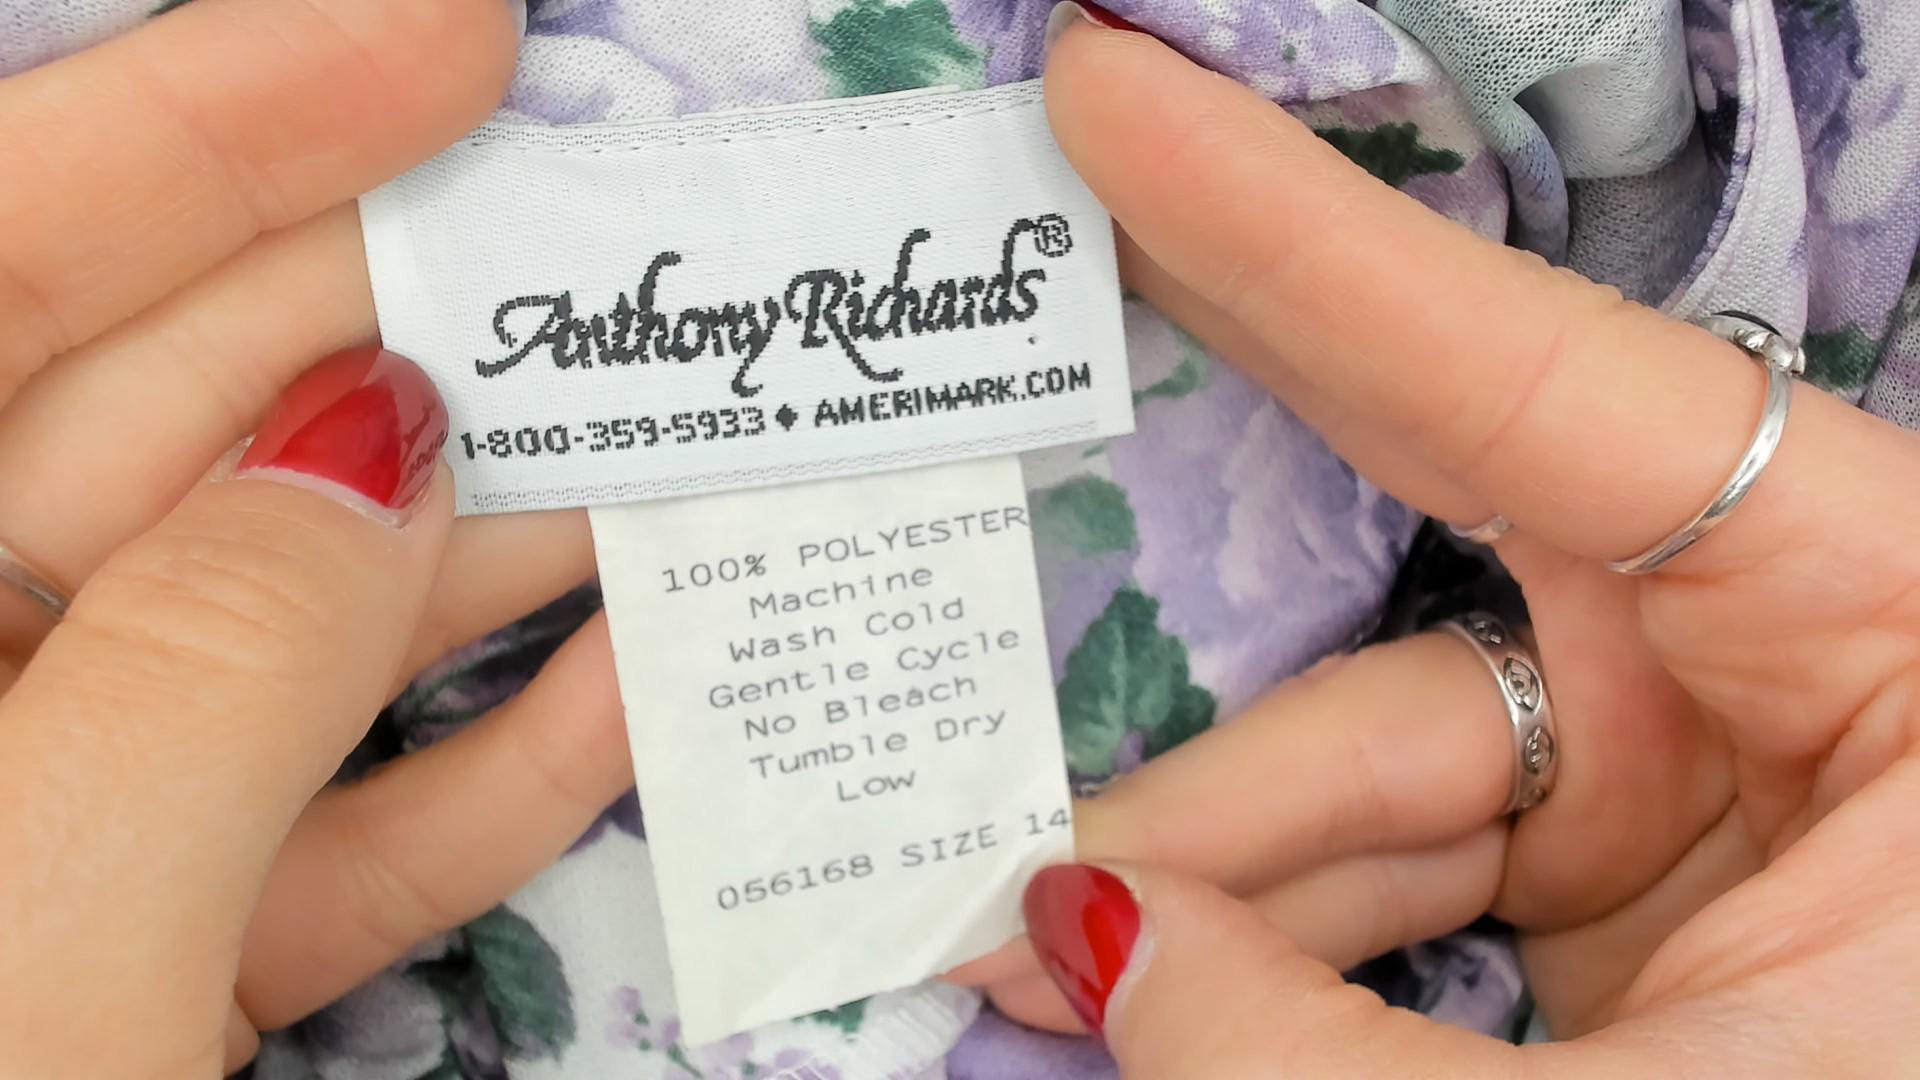 Anthony Richards®
1-800-359-5933 ♦ AMERIMARK.COM
100% POLYESTER
Machine
Wash Cold
Gentle Cycle
No Bleach
Tumble Dry
Low
056168 SIZE 14